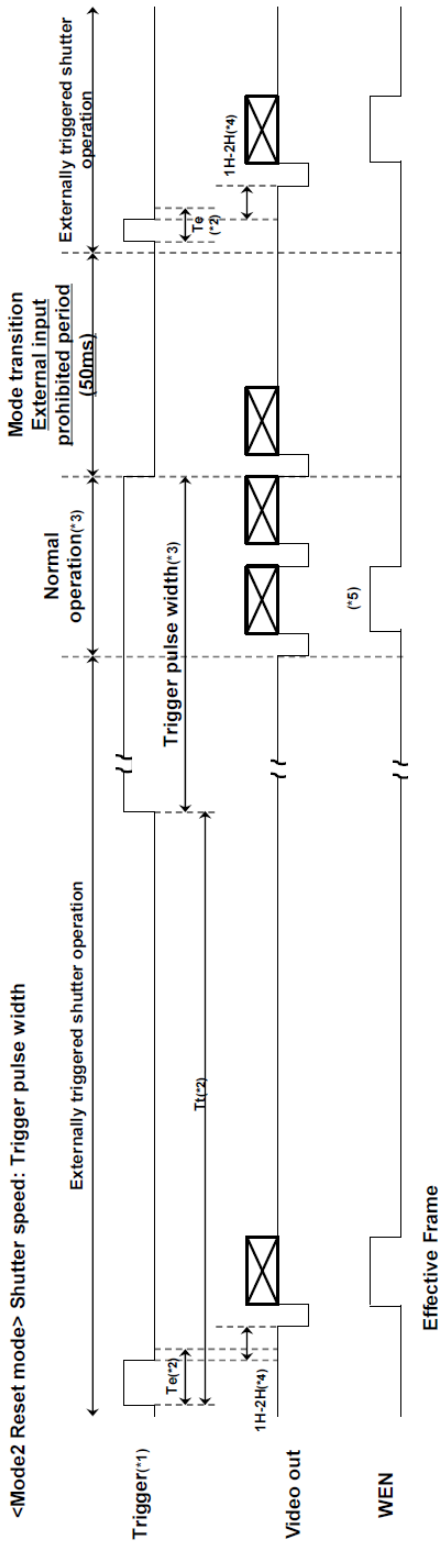 <Mode2 Reset mode> Shutter speed: Trigger pulse width
Externally triggered shutter operation
Normal
operation(*3)
Mode transition
External input
prohibited period
(50ms)
Externally triggered shutter
operation
Trigger(*1)
Te(*2)
Tt(*2)
Trigger pulse width(*3)
Te
(*2)
1H-2H(*4)
1H-2H(*4)
Video out
(*5)
WEN
Effective Frame